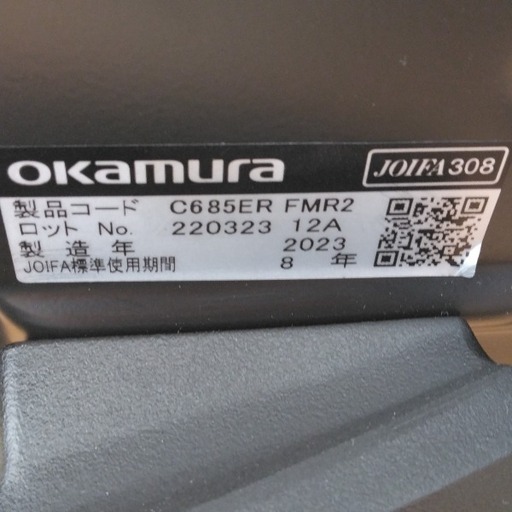 okamura JOIFA308
製品コード C685ER FMR2
ロット No. 220323 12A
製造年 2023
JOIFA標準使用期間 8 年